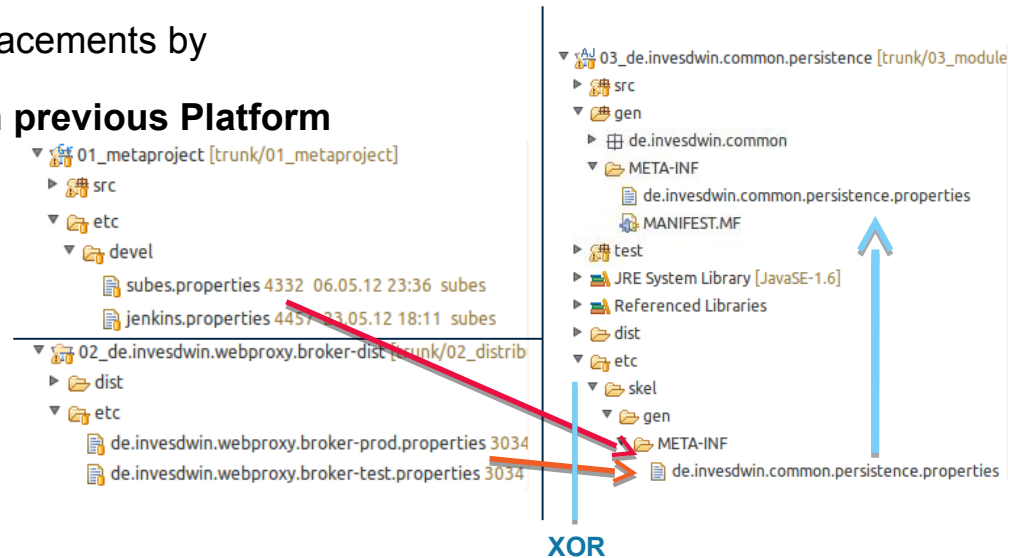 acements by
previous Platform
01_metaproject [trunk/01_metaproject]
src
etc
devel
subes.properties 4332 06.05.12 23:36 subes
jenkins.properties 4457 23.05.12 18:11 subes
02_de.invesdwin.webproxy.broker-dist [trunk/02_distrib
dist
etc
de.invesdwin.webproxy.broker-prod.properties 3034
de.invesdwin.webproxy.broker-test.properties 3034
03_de.invesdwin.common.persistence [trunk/03_module
src
gen
de.invesdwin.common
META-INF
de.invesdwin.common.persistence.properties
MANIFEST.MF
test
JRE System Library [JavaSE-1.6]
Referenced Libraries
dist
etc
skel
gen
META-INF
de.invesdwin.common.persistence.properties
XOR